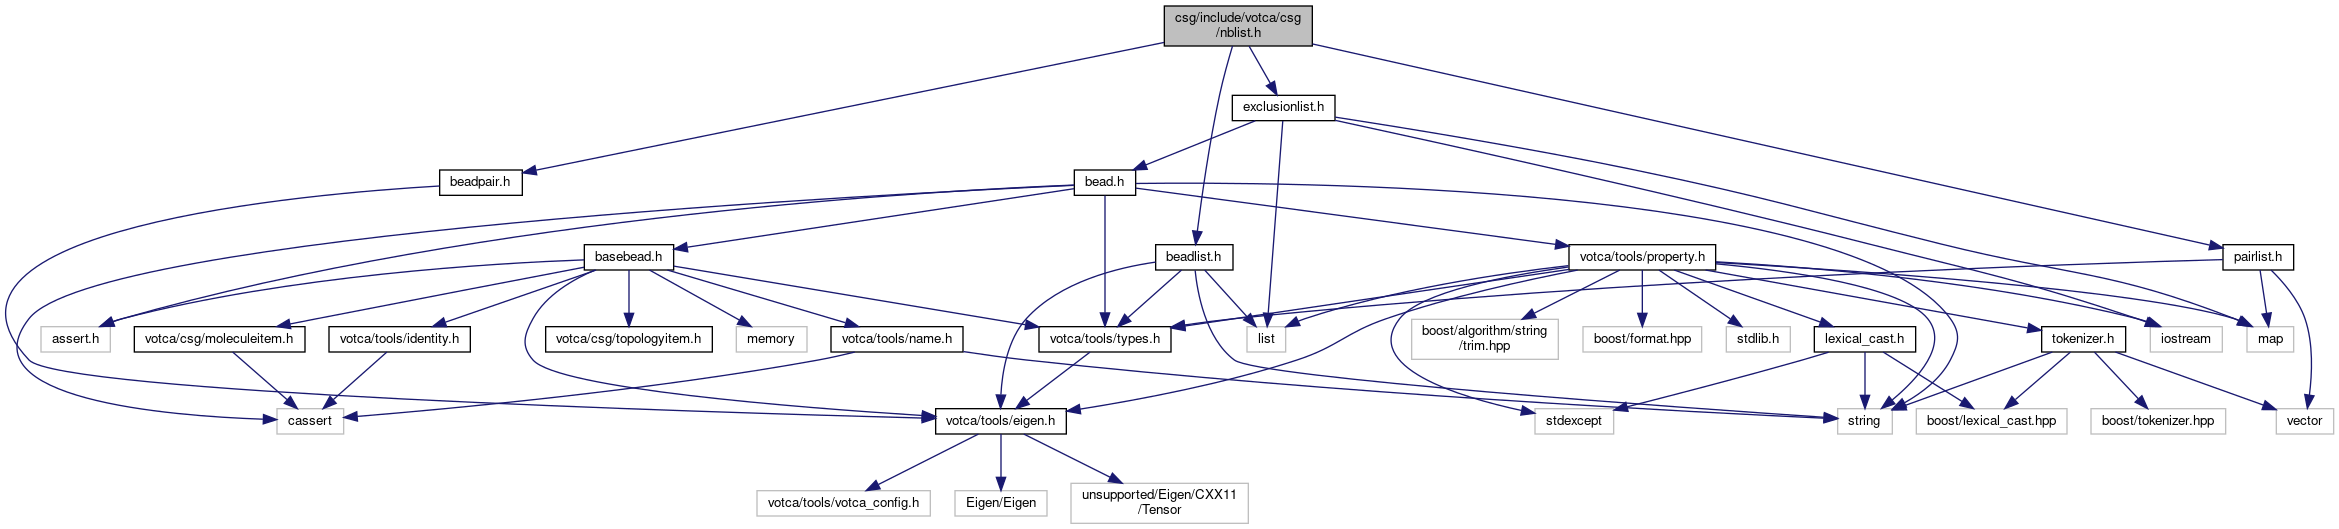 csg/include/votca/csg
/nblist.h
exclusionlist.h
beadpair.h
bead.h
basebead.h
beadlist.h
votca/tools/property.h
pairlist.h
assert.h
votca/csg/moleculeitem.h
votca/tools/identity.h
votca/csg/topologyitem.h
memory
votca/tools/name.h
votca/tools/types.h
list
boost/algorithm/string
/trim.hpp
boost/format.hpp
stdlib.h
lexical_cast.h
tokenizer.h
iostream
map
cassert
votca/tools/eigen.h
stdexcept
string
boost/lexical_cast.hpp
boost/tokenizer.hpp
vector
votca/tools/votca_config.h
Eigen/Eigen
unsupported/Eigen/CXX11
/Tensor